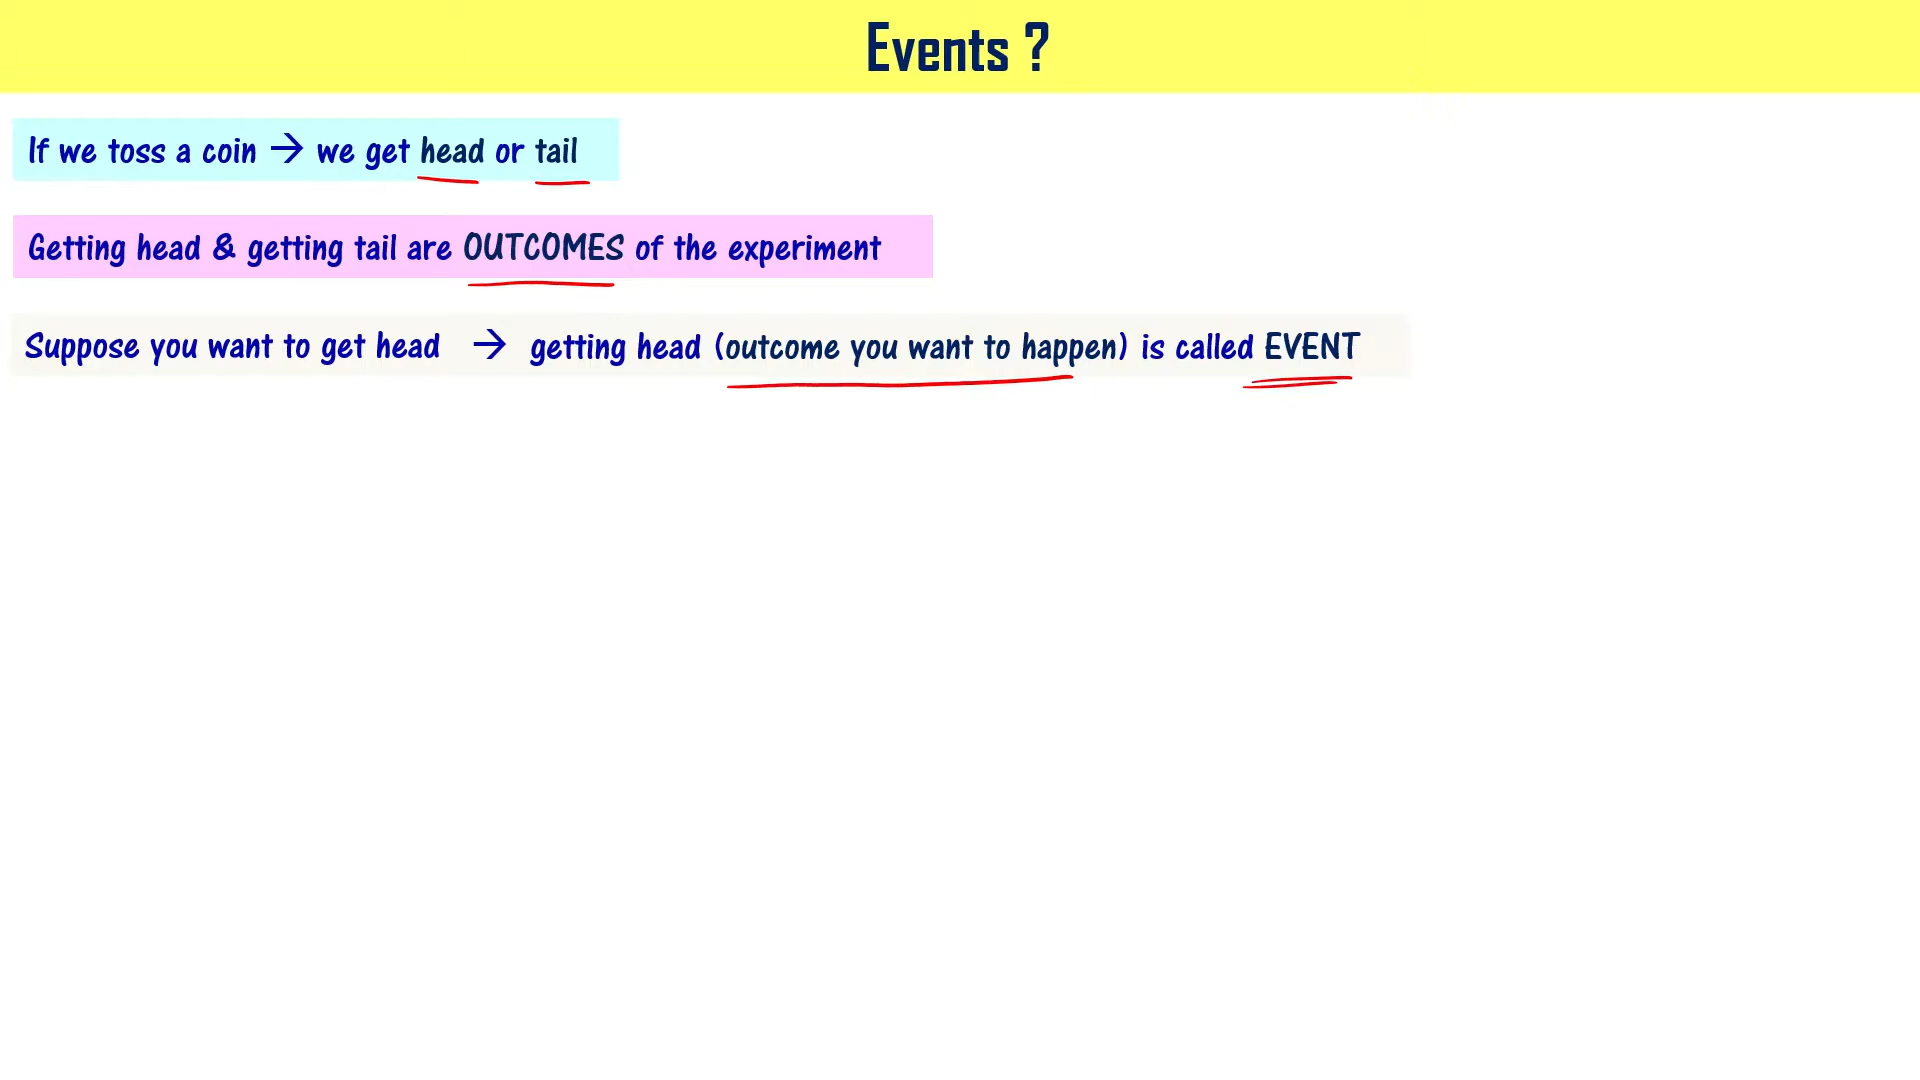 Events ?
If we toss a coin → we get head or tail
Getting head & getting tail are OUTCOMES of the experiment
Suppose you want to get head → getting head (outcome you want to happen) is called EVENT